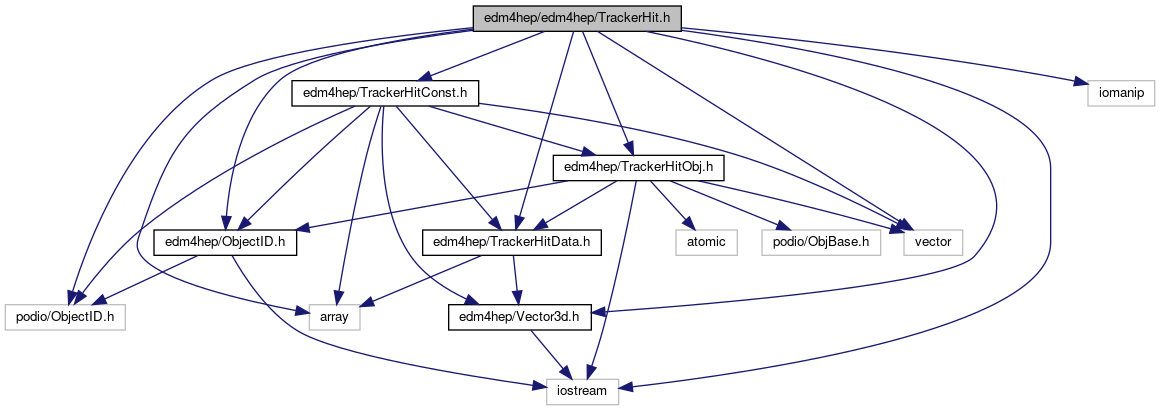 edm4hep/edm4hep/TrackerHit.h
edm4hep/TrackerHitConst.h
iomanip
edm4hep/TrackerHitObj.h
edm4hep/ObjectID.h
edm4hep/TrackerHitData.h
atomic
podio/ObjBase.h
vector
podio/ObjectID.h
array
edm4hep/Vector3d.h
iostream